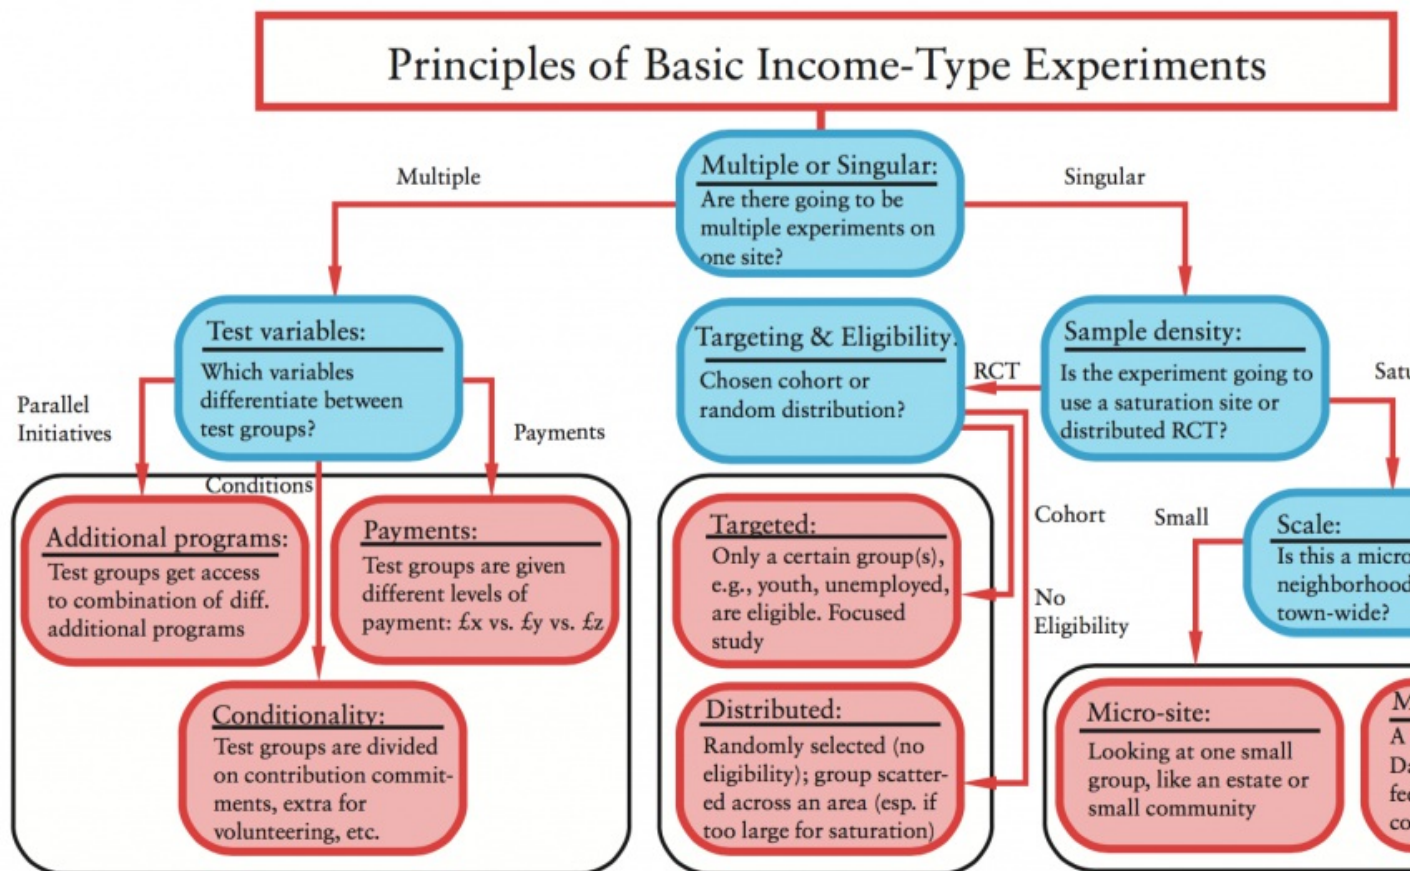 Principles of Basic Income-Type Experiments
Multiple
Multiple or Singular:
Are there going to be
multiple experiments on
one site?
Singular
Test variables:
Which variables
differentiate between
test groups?
Targeting & Eligibility:
Chosen cohort or
random distribution?
RCT
Sample density:
Is the experiment going to
use a saturation site or
distributed RCT?
Parallel
Initiatives
Payments
Conditions
Additional programs:
Test groups get access
to combination of diff.
additional programs
Payments:
Test groups are given
different levels of
payment: £x vs. £y vs. £z
Conditionality:
Test groups are divided
on contribution commit-
ments, extra for
volunteering, etc.
Targeted:
Only a certain group(s),
e.g., youth, unemployed,
are eligible. Focused
study
Cohort
No
Eligibility
Distributed:
Randomly selected (no
eligibility); group scatter-
ed across an area (esp. if
too large for saturation)
Small
Scale:
Is this a micro
neighborhood
town-wide?
Micro-site:
Looking at one small
group, like an estate or
small community
A